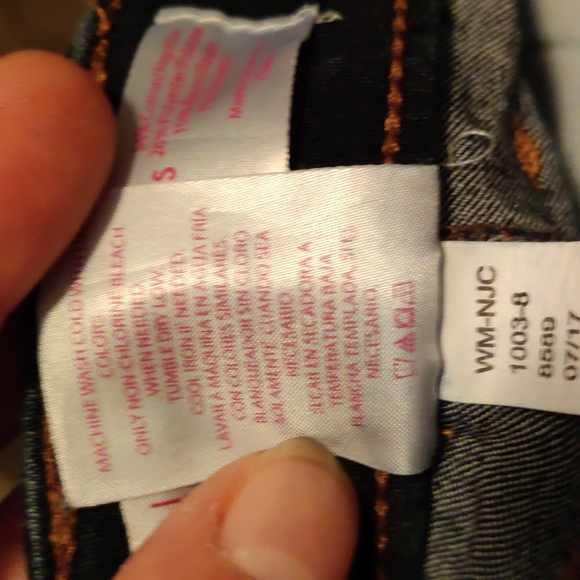 S
MACHINE WASH COLD WITH
COLORS
ONLY NON-CHLORINE BLEACH
WHEN NEEDED.
TUMBLE DRY LOW.
COOL IRON IF NEEDED.
LAVAR A MAQUINA EN AGUA FRIA
CON COLORES SIMILARES.
BLANQUEADOR SIN CLORO
SOLAMENTE, CUANDO SEA
NECESARIO
SECAR EN SECADORA A
TEMPERATURA BAJA
PLANCHA TEMPLADA, SI ES
NECESARIO
WM-NJC
1003-8
8589
07/17